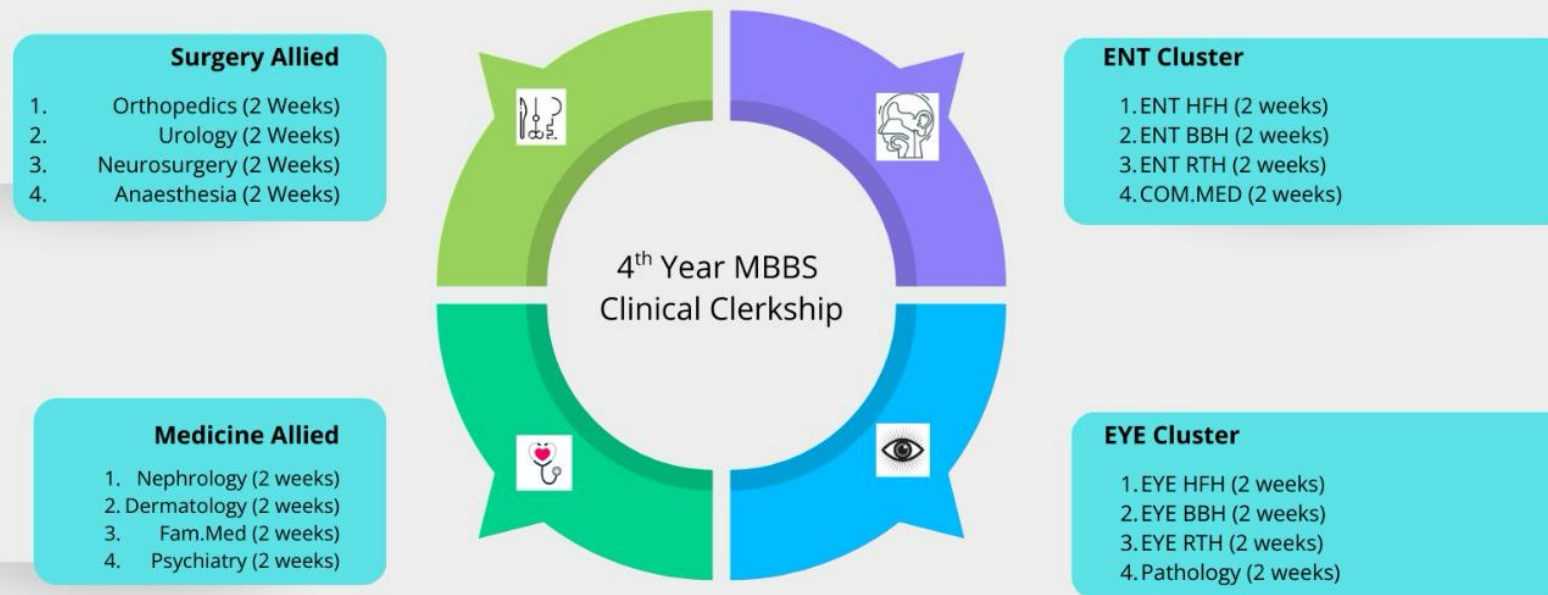 Surgery Allied
1. Orthopedics (2 Weeks)
2. Urology (2 Weeks)
3. Neurosurgery (2 Weeks)
4. Anaesthesia (2 Weeks)
ENT Cluster
1. ENT HFH (2 weeks)
2. ENT BBH (2 weeks)
3. ENT RTH (2 weeks)
4. COM.MED (2 weeks)
4th Year MBBS
Clinical Clerkship
Medicine Allied
1. Nephrology (2 weeks)
2. Dermatology (2 weeks)
3. Fam.Med (2 weeks)
4. Psychiatry (2 weeks)
EYE Cluster
1. EYE HFH (2 weeks)
2. EYE BBH (2 weeks)
3. EYE RTH (2 weeks)
4. Pathology (2 weeks)